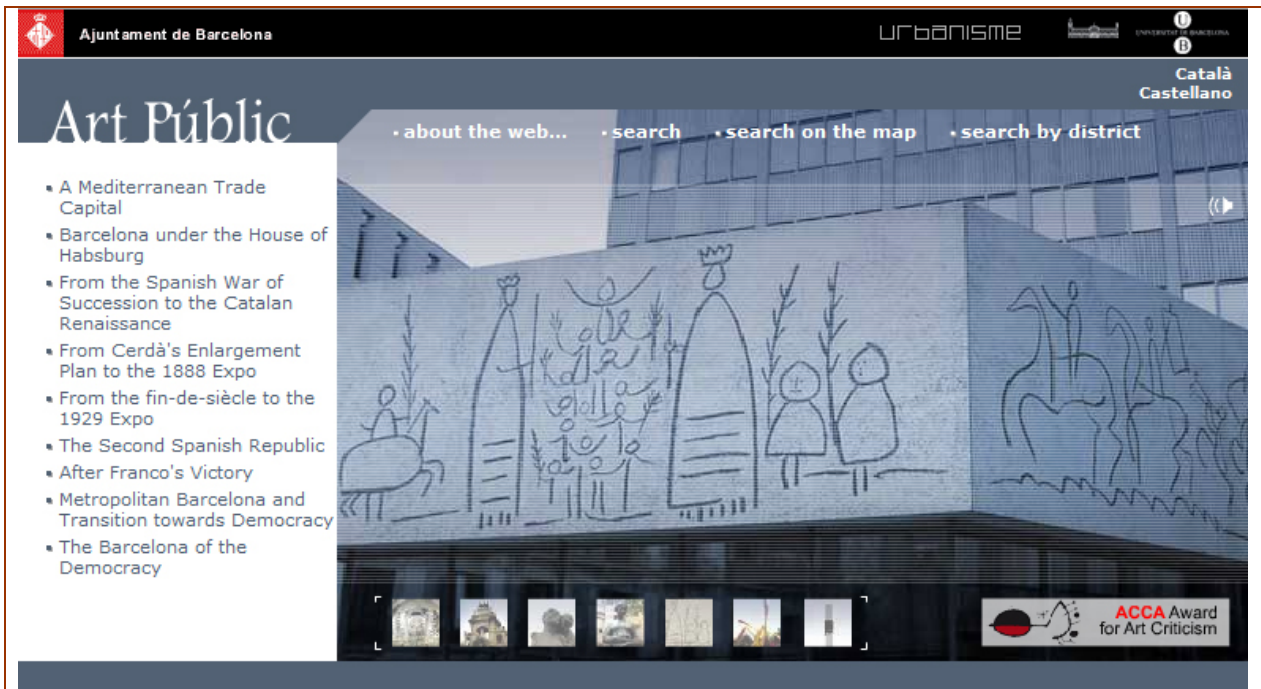 Ajuntament de Barcelona
urbanisme
U
UNIVERSITAT DE BARCELONA
B
Català
Castellano
Art Públic
about the web...
search
search on the map
search by district
A Mediterranean Trade
Capital
Barcelona under the House of
Habsburg
From the Spanish War of
Succession to the Catalan
Renaissance
From Cerdà's Enlargement
Plan to the 1888 Expo
From the fin-de-siècle to the
1929 Expo
The Second Spanish Republic
After Franco's Victory
Metropolitan Barcelona and
Transition towards Democracy
The Barcelona of the
Democracy
ACCA Award
for Art Criticism